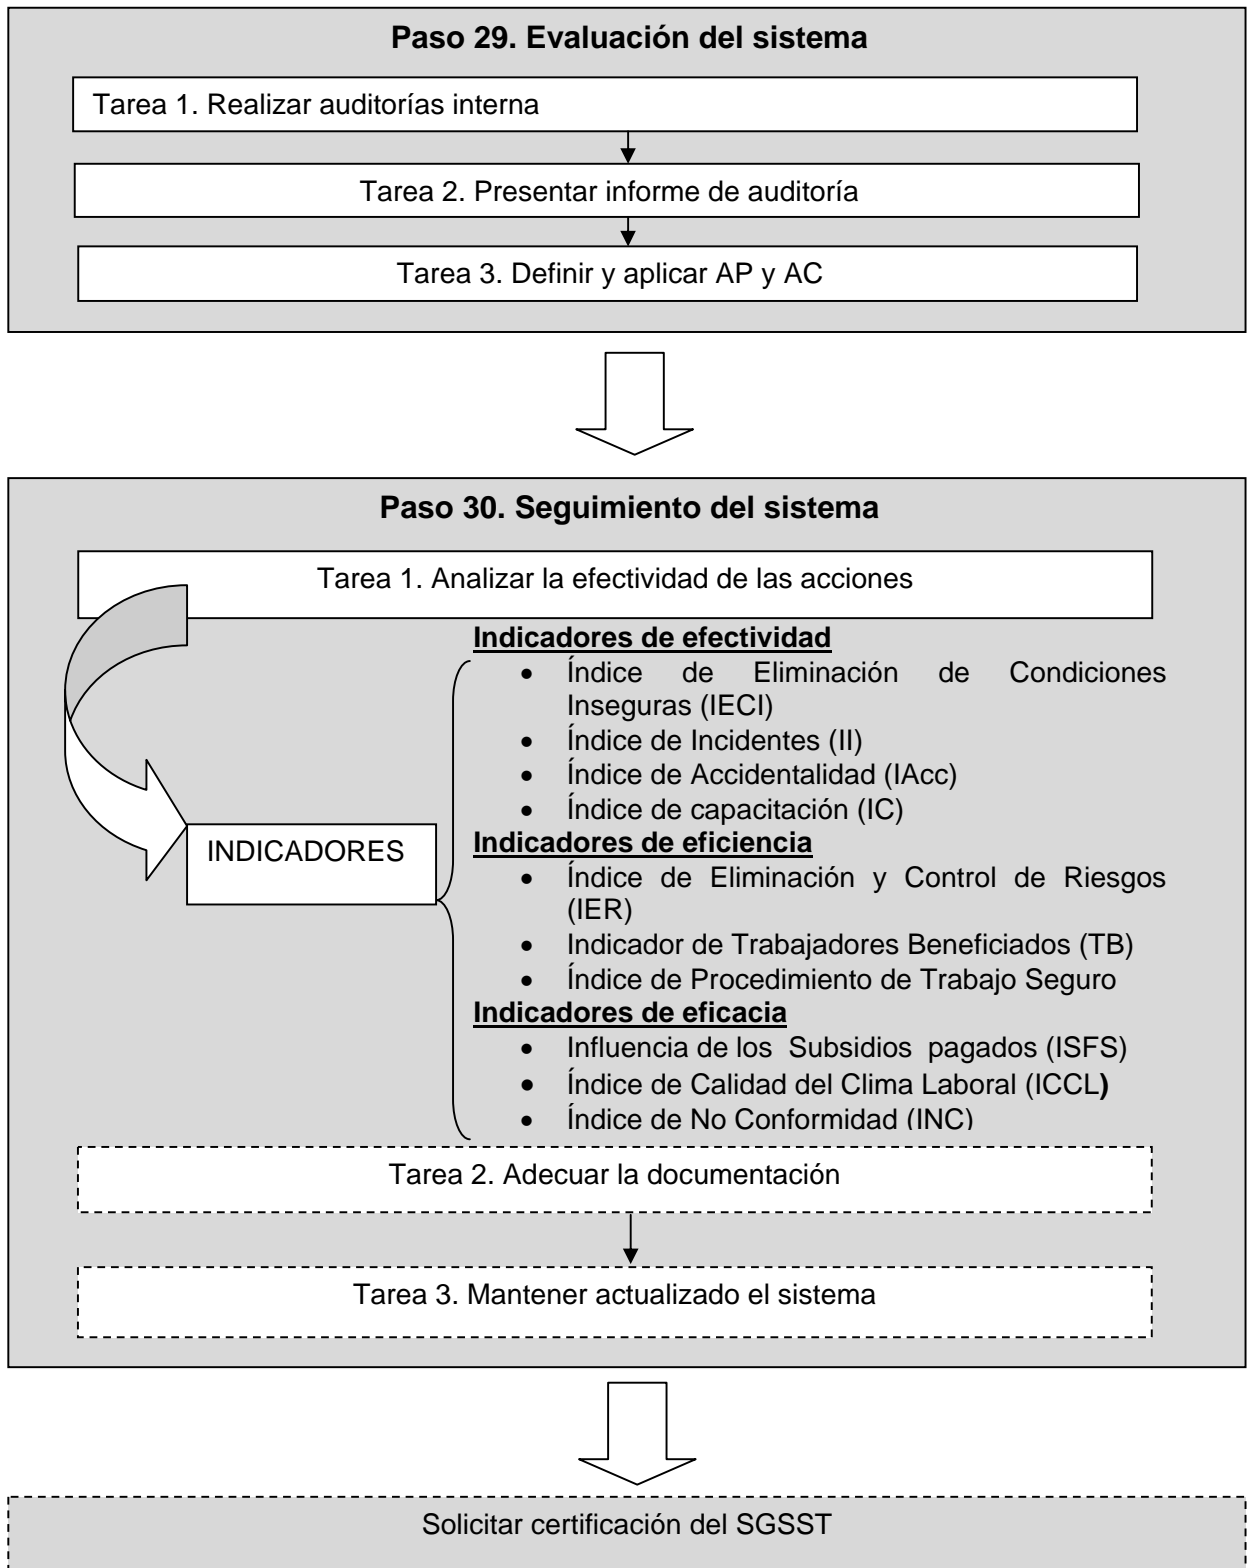 Paso 29. Evaluación del sistema
Tarea 1. Realizar auditorías interna
Tarea 2. Presentar informe de auditoría
Tarea 3. Definir y aplicar AP y AC
Paso 30. Seguimiento del sistema
Tarea 1. Analizar la efectividad de las acciones
INDICADORES
Indicadores de efectividad
• Índice de Eliminación de Condiciones
Inseguras (IECI)
• Índice de Incidentes (II)
• Índice de Accidentalidad (IAcc)
• Índice de capacitación (IC)
Indicadores de eficiencia
• Índice de Eliminación y Control de Riesgos
(IER)
• Indicador de Trabajadores Beneficiados (TB)
• Índice de Procedimiento de Trabajo Seguro
Indicadores de eficacia
• Influencia de los Subsidios pagados (ISFS)
• Índice de Calidad del Clima Laboral (ICCL)
• Índice de No Conformidad (INC)
Tarea 2. Adecuar la documentación
Tarea 3. Mantener actualizado el sistema
Solicitar certificación del SGSST